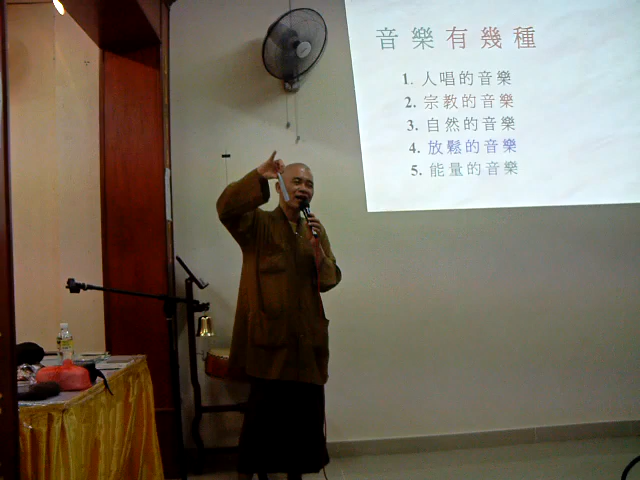 音樂有幾種
1. 人唱的音樂
2. 宗教的音樂
3. 自然的音樂
4. 放鬆的音樂
5. 能量的音樂